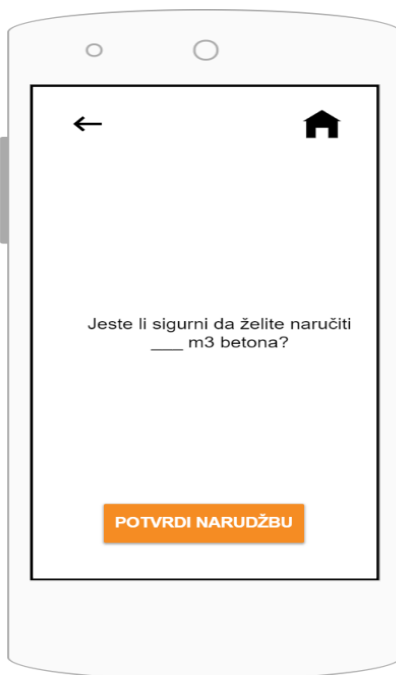 Jeste li sigurni da želite naručiti
___ m3 betona?
POTVRDI NARUDŽBU